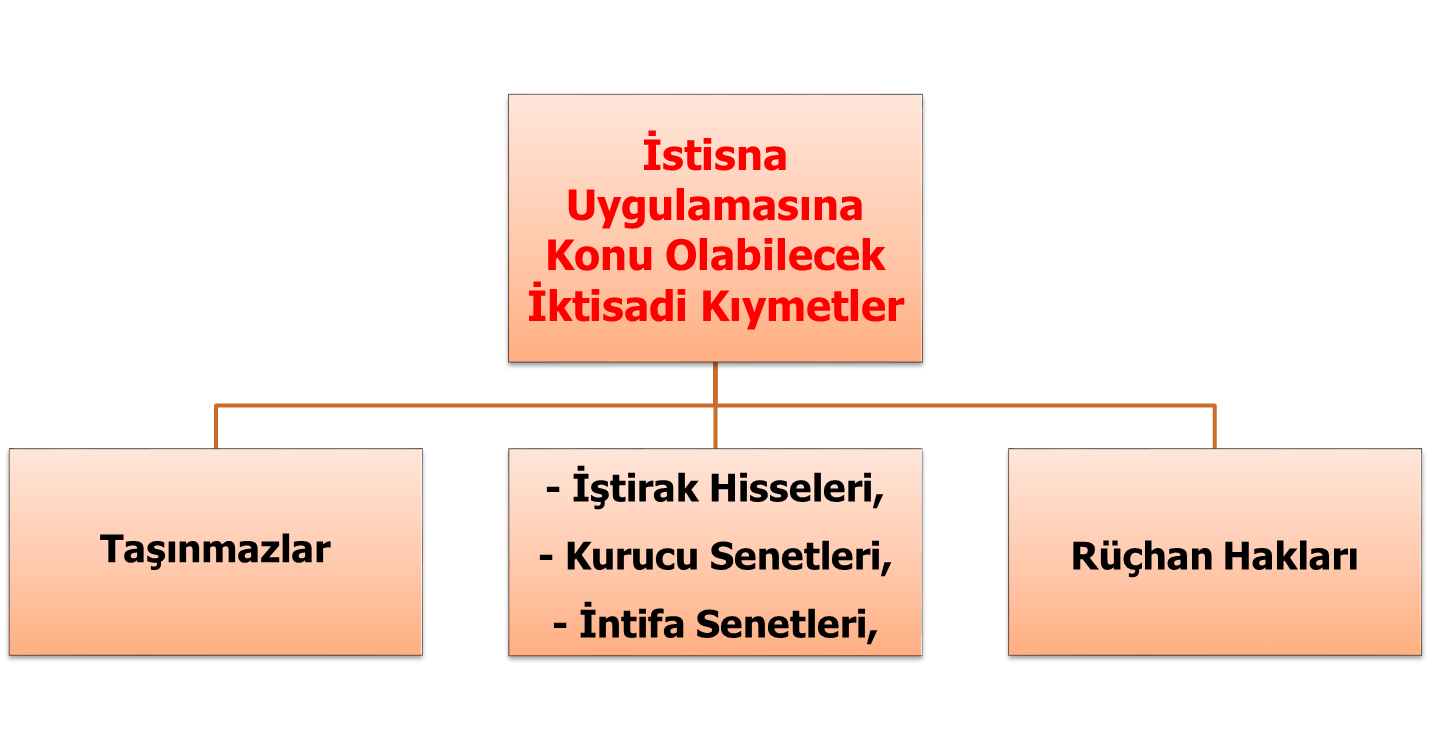 İstisna
Uygulamasına
Konu Olabilecek
İktisadi Kıymetler
Taşınmazlar
- İştirak Hisseleri,
- Kurucu Senetleri,
- İntifa Senetleri,
Rüçhan Hakları